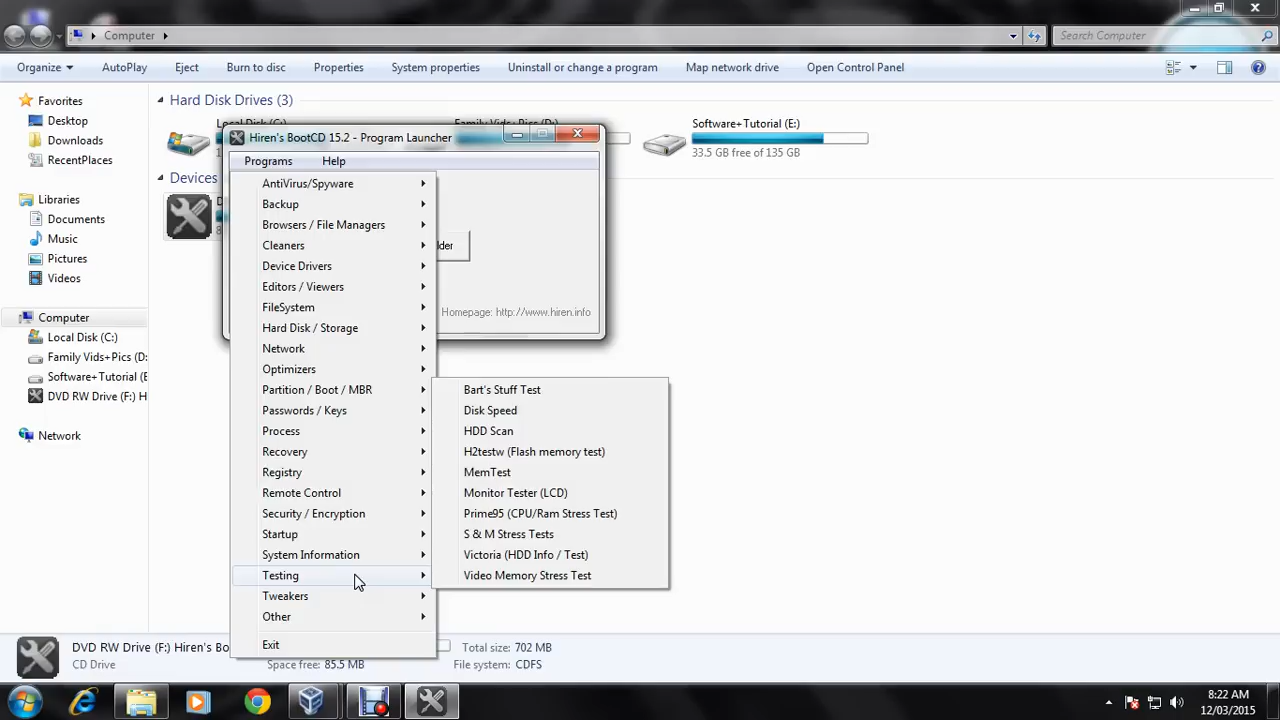 Computer
Search Computer
Organize AutoPlay Eject Burn to disc Properties System properties Uninstall or change a program Map network drive Open Control Panel
Favorites
Desktop
Downloads
RecentPlaces
Libraries
Documents
Music
Pictures
Videos
Computer
Local Disk (C:)
Family Vids+Pics (D:
Software+Tutorial (E
DVD RW Drive (F:) H
Network
Hard Disk Drives (3)
Software+Tutorial (E:)
33.5 GB free of 135 GB
Devices
Hiren's BootCD 15.2 - Program Launcher
Programs Help
Homepage: http://www.hiren.info
AntiVirus/Spyware
Backup
Browsers / File Managers
Cleaners
Device Drivers
Editors / Viewers
FileSystem
Hard Disk / Storage
Network
Optimizers
Partition / Boot / MBR
Passwords / Keys
Process
Recovery
Registry
Remote Control
Security / Encryption
Startup
System Information
Testing
Tweakers
Other
Exit
Bart's Stuff Test
Disk Speed
HDD Scan
H2testw (Flash memory test)
MemTest
Monitor Tester (LCD)
Prime95 (CPU/Ram Stress Test)
S & M Stress Tests
Victoria (HDD Info / Test)
Video Memory Stress Test
DVD RW Drive (F:) Hiren's Bo
CD Drive
Total size: 702 MB
Space free: 85.5 MB
File system: CDFS
8:22 AM
12/03/2015